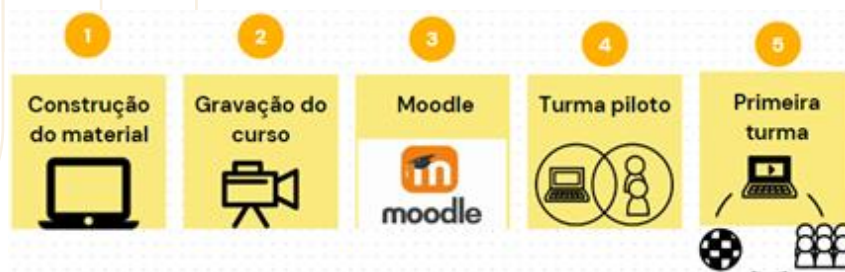 1
2
3
4
5
Construção
do material
Gravação do
curso
Moodle
moodle
Turma piloto
Primeira
turma